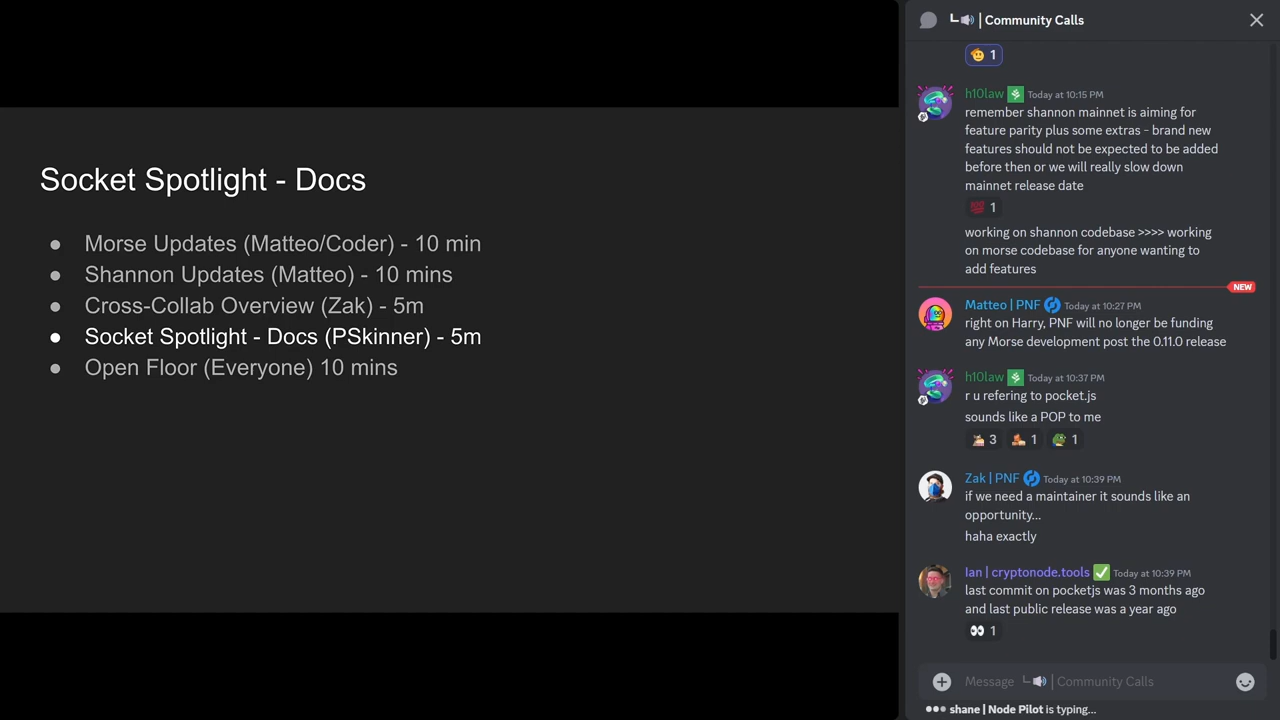 Socket Spotlight - Docs
● Morse Updates (Matteo/Coder) - 10 min
● Shannon Updates (Matteo) - 10 mins
● Cross-Collab Overview (Zak) - 5m
● Socket Spotlight - Docs (PSkinner) - 5m
● Open Floor (Everyone) 10 mins
| Community Calls
1
h10law Today at 10:15 PM
remember shannon mainnet is aiming for
feature parity plus some extras - brand new
features should not be expected to be added
before then or we will really slow down
mainnet release date
💯 1
working on shannon codebase >>>> working
on morse codebase for anyone wanting to
add features
NEW
Matteo | PNF Today at 10:27 PM
right on Harry, PNF will no longer be funding
any Morse development post the 0.11.0 release
h10law Today at 10:37 PM
r u refering to pocket.js
sounds like a POP to me
3 1 1
Zak | PNF Today at 10:39 PM
if we need a maintainer it sounds like an
opportunity...
haha exactly
Ian | cryptonode.tools Today at 10:39 PM
last commit on pocketjs was 3 months ago
and last public release was a year ago
👀 1
Message | Community Calls
shane | Node Pilot is typing...